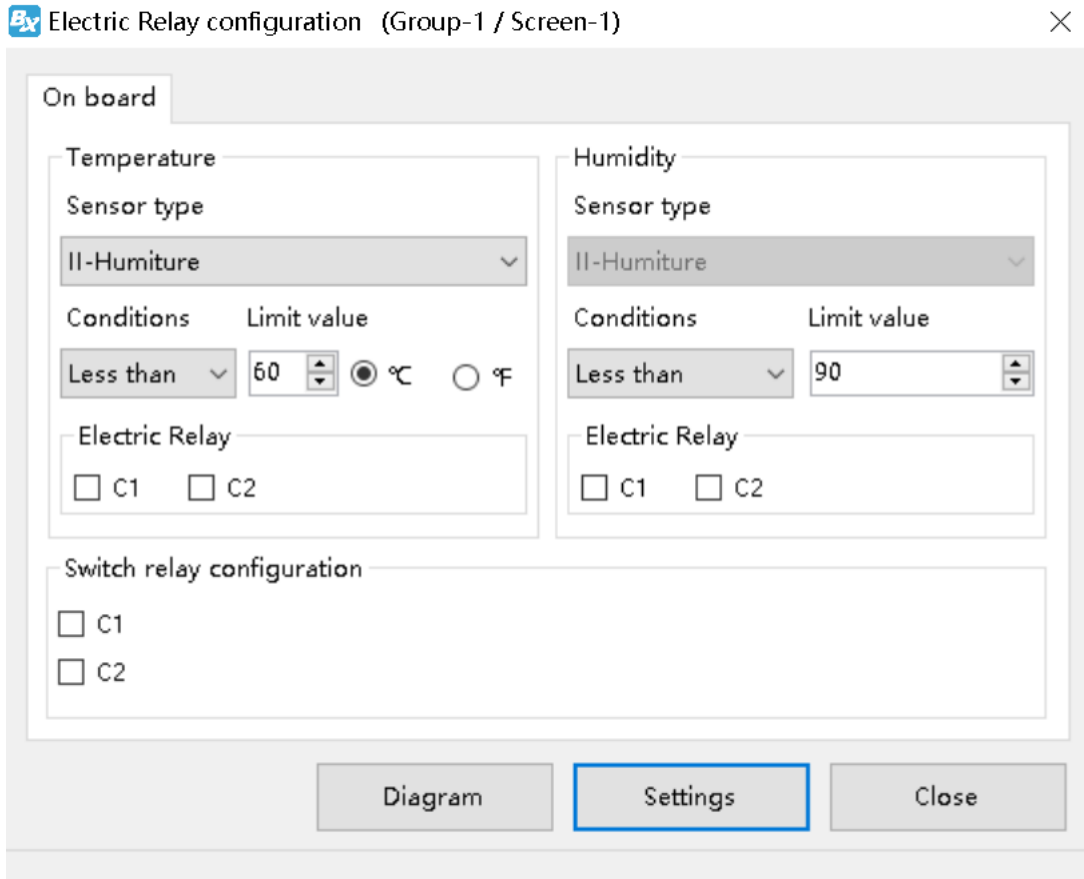 BX Electric Relay configuration (Group-1 / Screen-1)
On board
Temperature
Sensor type
II-Humiture
Conditions Limit value
Less than 60 ℃ ℉
Electric Relay
C1 C2
Humidity
Sensor type
II-Humiture
Conditions Limit value
Less than 90
Electric Relay
C1 C2
Switch relay configuration
C1
C2
Diagram Settings Close